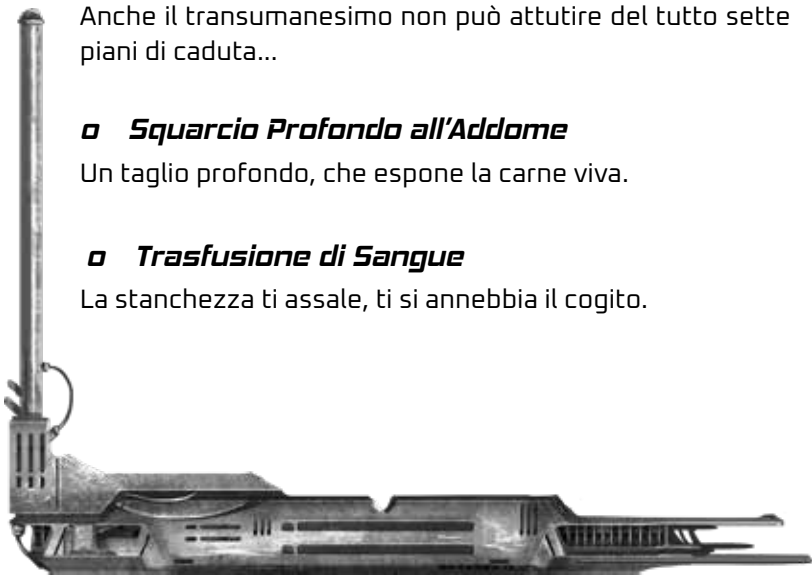 Anche il transumanesimo non può attutire del tutto sette
piani di caduta...
o Squarcio Profondo all'Addome
Un taglio profondo, che espone la carne viva.
o Trasfusione di Sangue
La stanchezza ti assale, ti si annebbia il cogito.